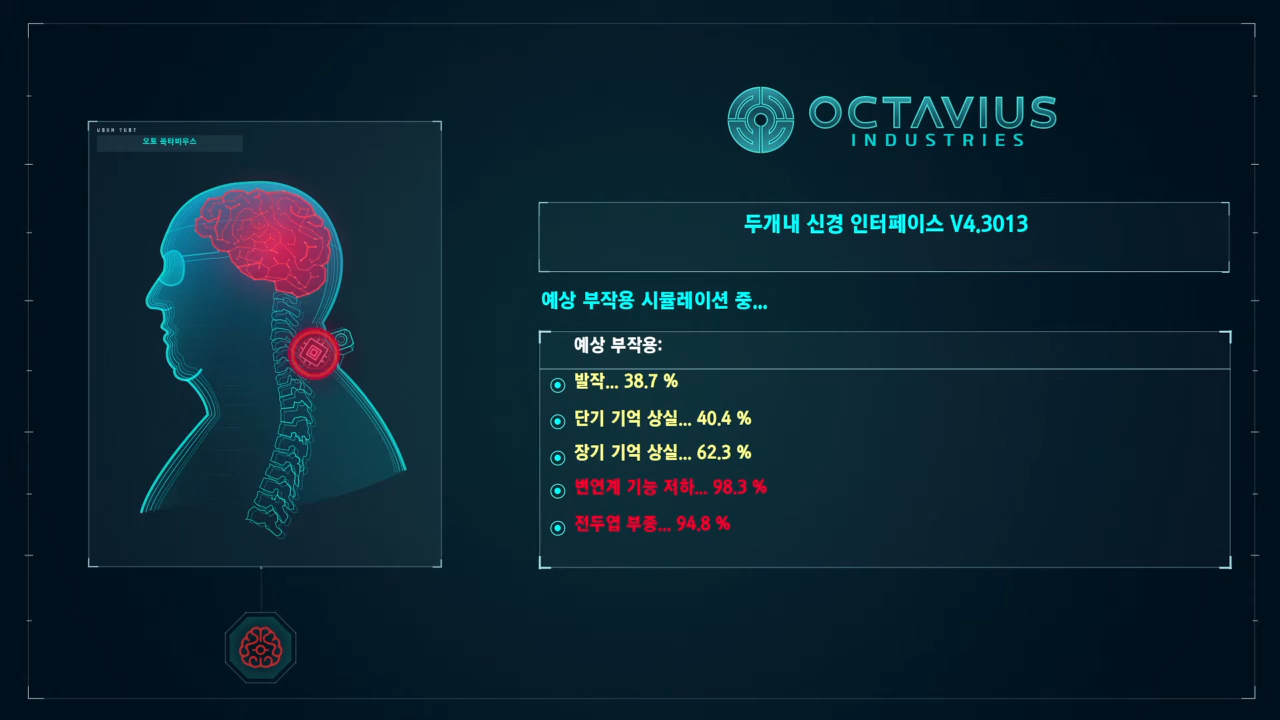 USER TEST
오토 옥타비우스
OCTAVIUS
INDUSTRIES
두개내 신경 인터페이스 V4.3013
예상 부작용 시뮬레이션 중...
예상 부작용:
발작... 38.7 %
단기 기억 상실... 40.4 %
장기 기억 상실... 62.3 %
변연계 기능 저하... 98.3 %
전두엽 부종... 94.8 %